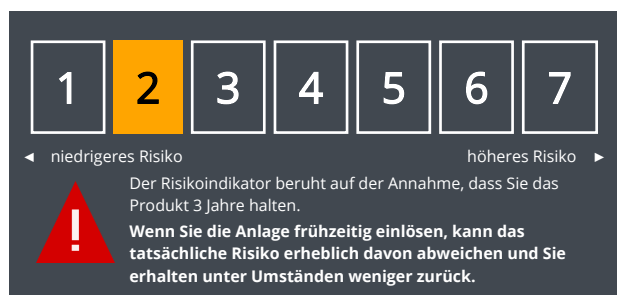 1 2 3 4 5 6 7
◄ niedrigeres Risiko höheres Risiko ►
Der Risikoindikator beruht auf der Annahme, dass Sie das
Produkt 3 Jahre halten.
Wenn Sie die Anlage frühzeitig einlösen, kann das
tatsächliche Risiko erheblich davon abweichen und Sie
erhalten unter Umständen weniger zurück.
!